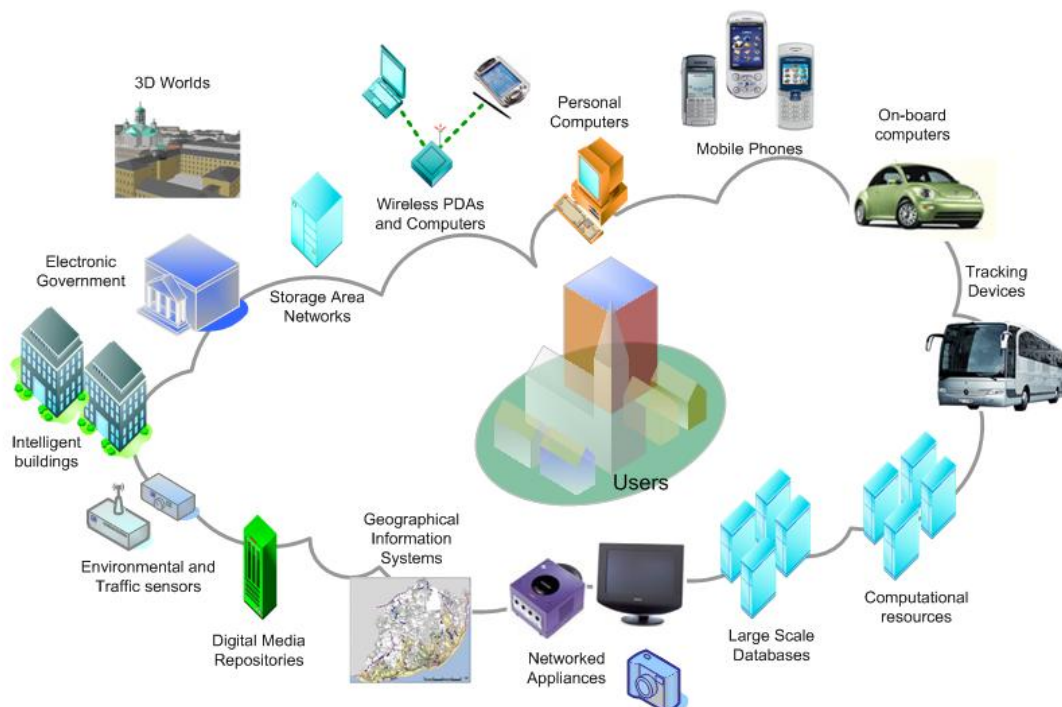 3D Worlds
Personal
Computers
Mobile Phones
On-board
computers
Wireless PDAs
and Computers
Electronic
Government
Storage Area
Networks
Tracking
Devices
Intelligent
buildings
Users
Environmental and
Traffic sensors
Geographical
Information
Systems
Digital Media
Repositories
Networked
Appliances
Large Scale
Databases
Computational
resources